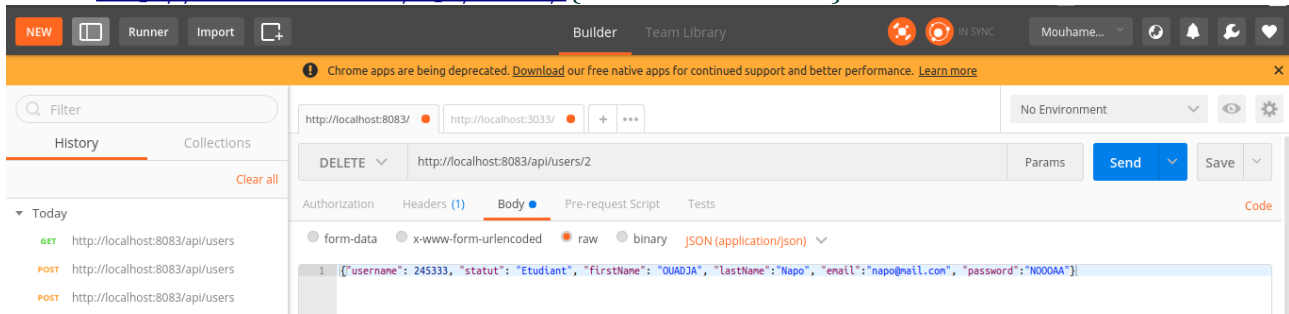 NEW Runner Import Builder Team Library IN SYNC Mouhame...
Chrome apps are being deprecated. Download our free native apps for continued support and better performance. Learn more
Filter
History Collections
Clear all
Today
GET http://localhost:8083/api/users
POST http://localhost:8083/api/users
POST http://localhost:8083/api/users
http://localhost:8083/ http://localhost:3033/ + •••
No Environment
DELETE http://localhost:8083/api/users/2 Params Send Save
Authorization Headers (1) Body Pre-request Script Tests Code
form-data x-www-form-urlencoded raw binary JSON (application/json)
1 {"username": 245333, "statut": "Etudiant", "firstName": "OUADJA", "lastName":"Napo", "email":"napo@mail.com", "password":"NOOOAA"}